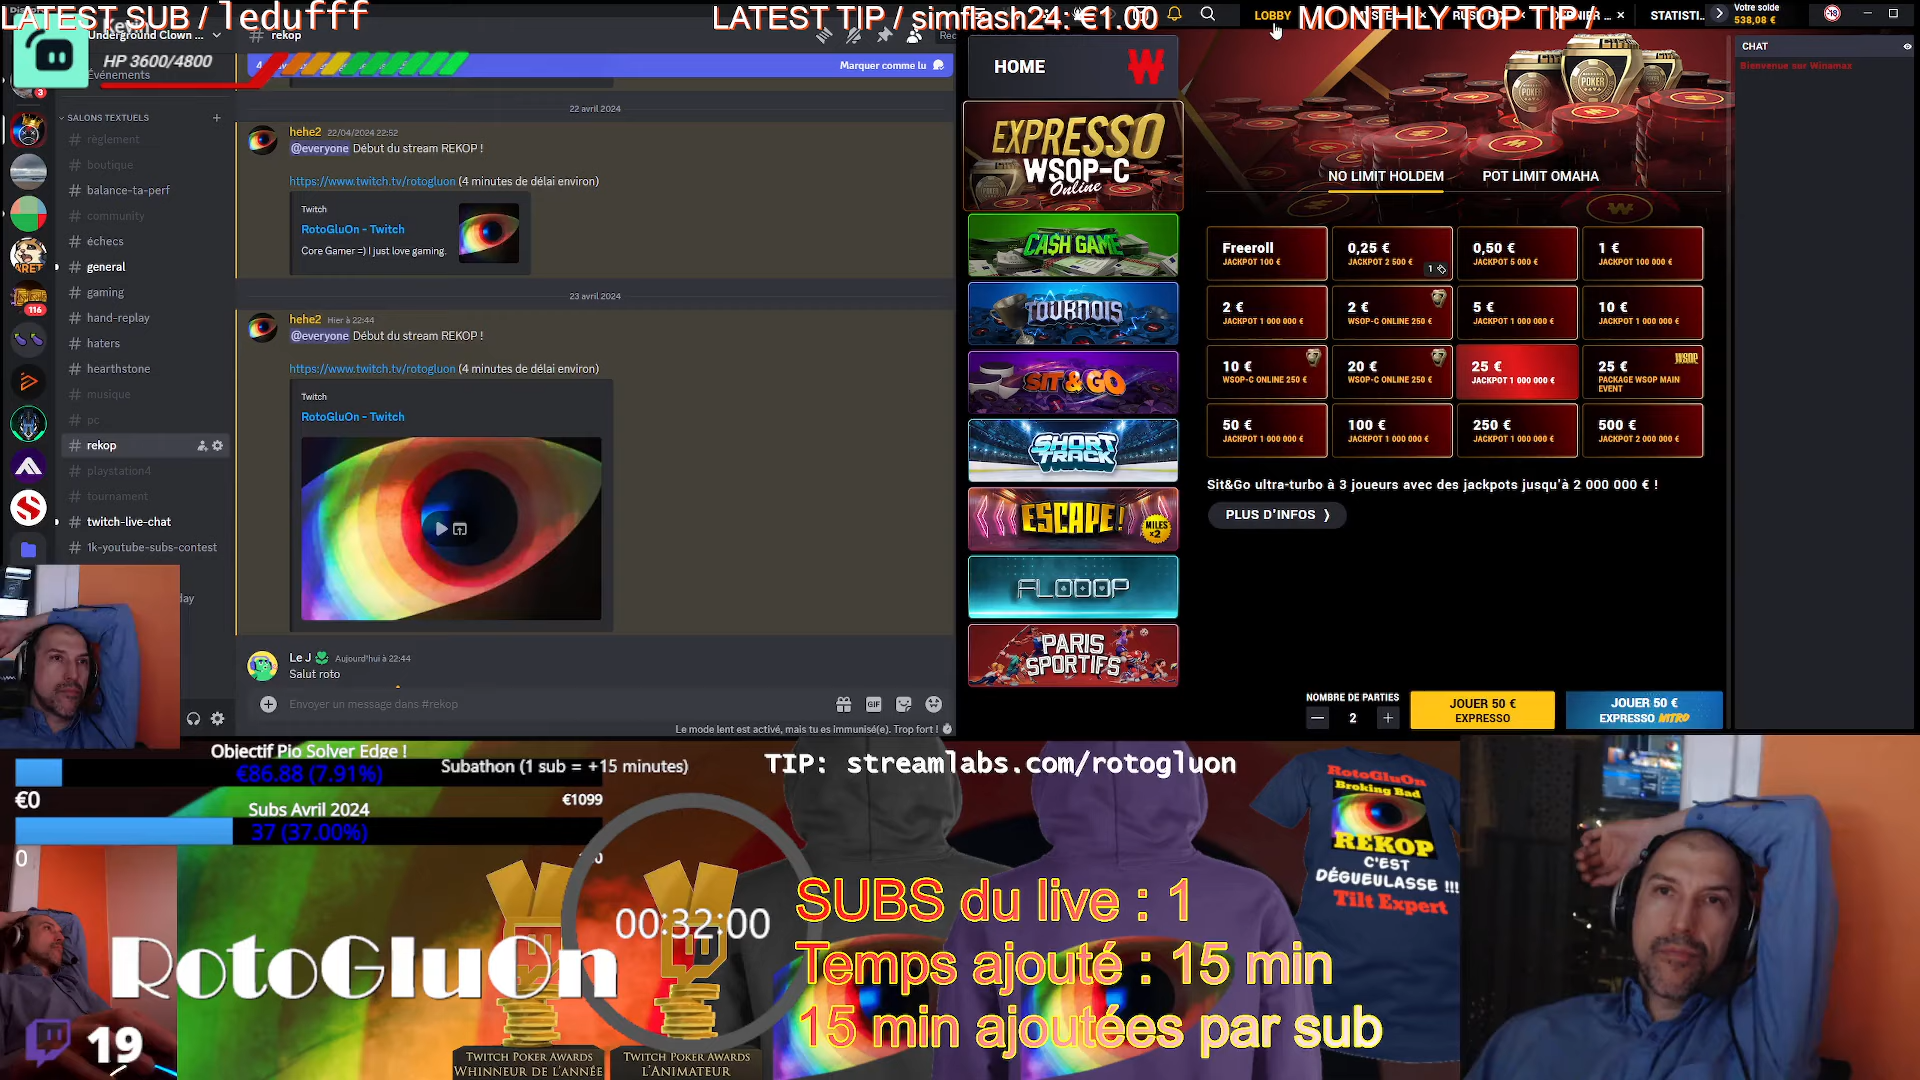 LATEST SUB / ledufff
LATEST TIP / simflash24: €1.00
MONTHLY TOP TIP /
LOBBY
STATISTI...
Votre solde
538,08 €
HP 3600/4800
Underground Clown ...
Événements
SALONS TEXTUELS
règlement
boutique
balance-ta-perf
community
échecs
general
gaming
hand-replay
haters
hearthstone
musique
pc
rekop
playstation4
tournament
twitch-live-chat
1k-youtube-subs-contest
3
116
rekop
Marquer comme lu
22 avril 2024
hehe2 22/04/2024 22:52
@everyone Début du stream REKOP !
https://www.twitch.tv/rotogluon (4 minutes de délai environ)
Twitch
RotoGluOn - Twitch
Core Gamer =) I just love gaming.
23 avril 2024
hehe2 Hier à 22:44
@everyone Début du stream REKOP !
https://www.twitch.tv/rotogluon (4 minutes de délai environ)
Twitch
RotoGluOn - Twitch
Le J Aujourd'hui à 22:44
Salut roto
Envoyer un message dans #rekop
GIF
Le mode lent est activé, mais tu es immunisé(e). Trop fort !
HOME
EXPRESSO
WSOP-C
Online
CASH GAME
TOURNOIS
SIT & GO
SHORT TRACK
ESCAPE!
MILES x2
FLOOOP
PARIS SPORTIFS
NO LIMIT HOLDEM
POT LIMIT OMAHA
Freeroll
JACKPOT 100 €
0,25 €
JACKPOT 2 500 €
1
0,50 €
JACKPOT 5 000 €
1 €
JACKPOT 100 000 €
2 €
JACKPOT 1 000 000 €
2 €
WSOP-C ONLINE 250 €
5 €
JACKPOT 1 000 000 €
10 €
JACKPOT 1 000 000 €
10 €
WSOP-C ONLINE 250 €
20 €
WSOP-C ONLINE 250 €
25 €
JACKPOT 1 000 000 €
25 €
WSOP
PACKAGE WSOP MAIN
EVENT
50 €
JACKPOT 1 000 000 €
100 €
JACKPOT 1 000 000 €
250 €
JACKPOT 1 000 000 €
500 €
JACKPOT 2 000 000 €
Sit&Go ultra-turbo à 3 joueurs avec des jackpots jusqu'à 2 000 000 € !
PLUS D'INFOS
NOMBRE DE PARTIES
2
JOUER 50 €
EXPRESSO
JOUER 50 €
EXPRESSO NITRO
CHAT
Bienvenue sur Winamax
Objectif Pio Solver Edge !
€86.88 (7.91%)
€0
€1099
Subs Avril 2024
37 (37.00%)
0
Subathon (1 sub = +15 minutes)
00:32:00
TIP: streamlabs.com/rotogluon
SUBS du live : 1
Temps ajouté : 15 min
15 min ajoutées par sub
RotoGluOn
19
TWITCH POKER AWARDS
WHINNEUR DE L'ANNÉE
TWITCH POKER AWARDS
L'ANIMATEUR
RotoGluOn
Broking Bad
REKOP
C'EST
DÉGUEULASSE !!!
Tilt Expert